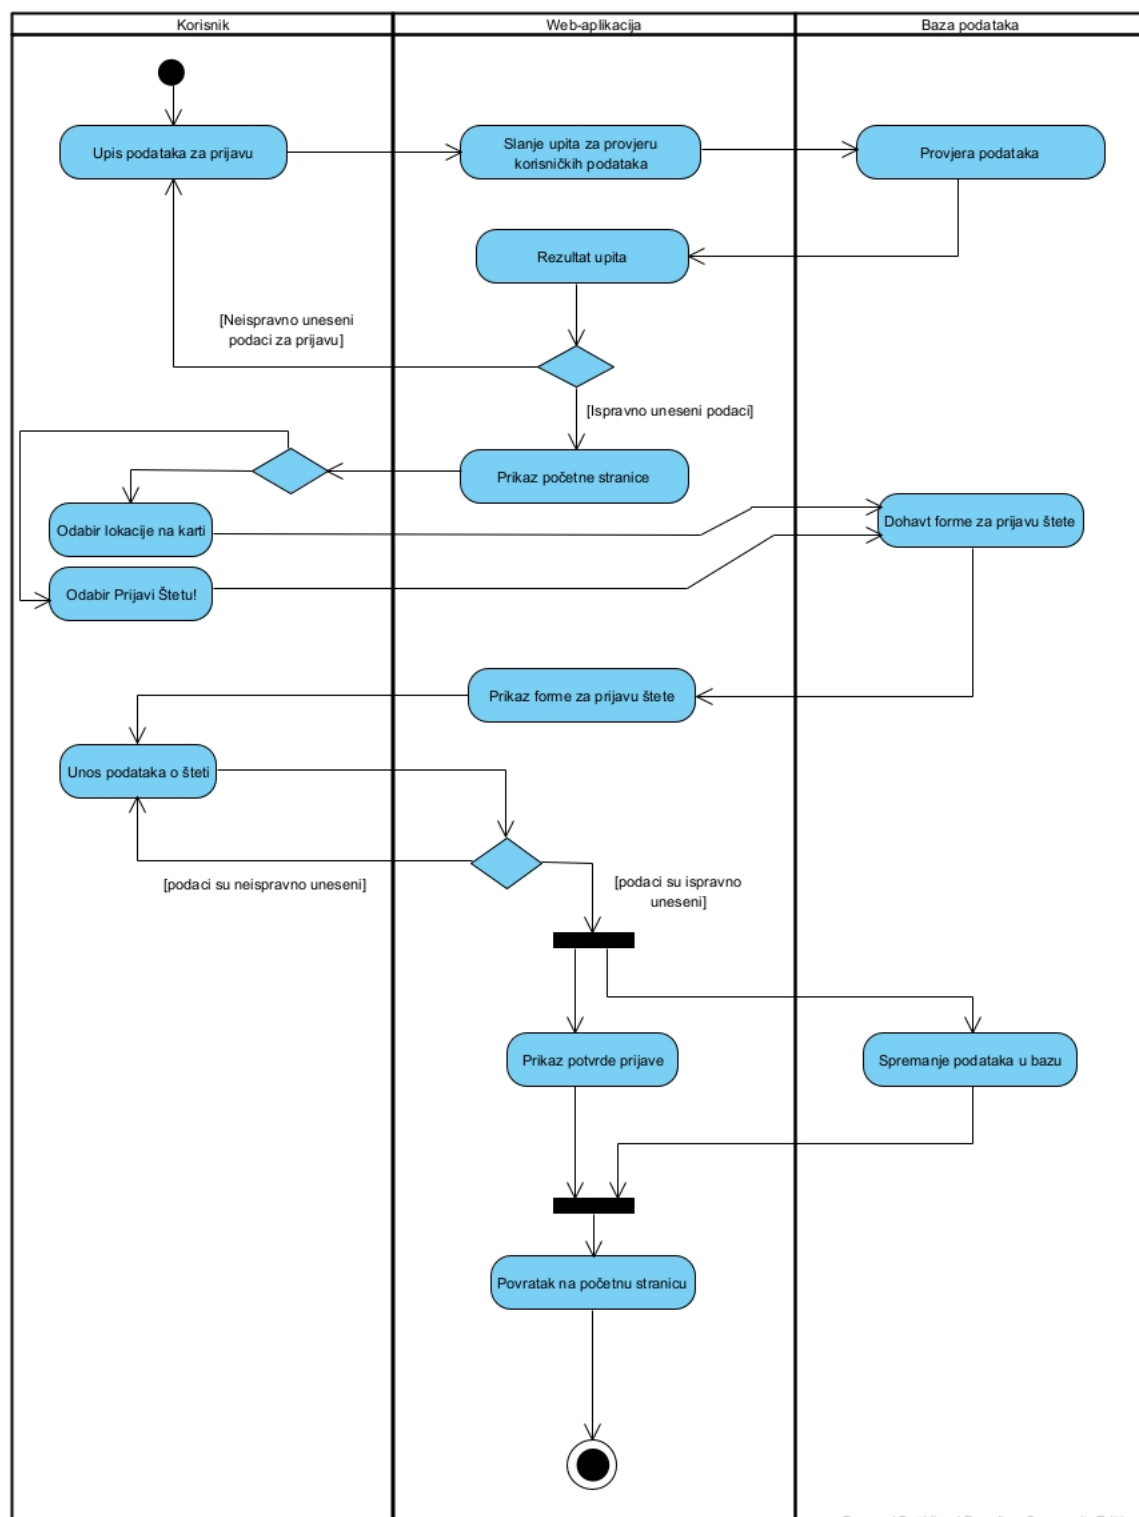 Korisnik
Web-aplikacija
Baza podataka
Upis podataka za prijavu
Slanje upita za provjeru
korisničkih podataka
Provjera podataka
Rezultat upita
[Neispravno uneseni
podaci za prijavu]
[Ispravno uneseni podaci]
Prikaz početne stranice
Odabir lokacije na karti
Dohavt forme za prijavu štete
Odabir Prijavi Štetu!
Prikaz forme za prijavu štete
Unos podataka o šteti
[podaci su neispravno uneseni]
[podaci su ispravno
uneseni]
Prikaz potvrde prijave
Spremanje podataka u bazu
Povratak na početnu stranicu